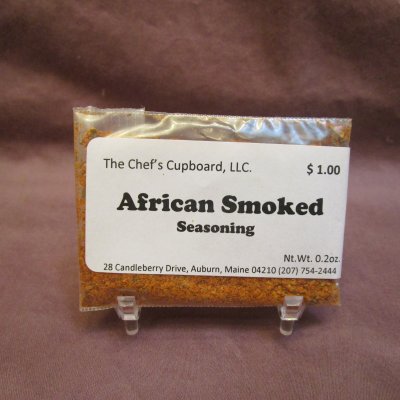 The Chef's Cupboard, LLC. $ 1.00
African Smoked
Seasoning
Nt.Wt. 0.2oz.
28 Candleberry Drive, Auburn, Maine 04210 (207) 754-2444